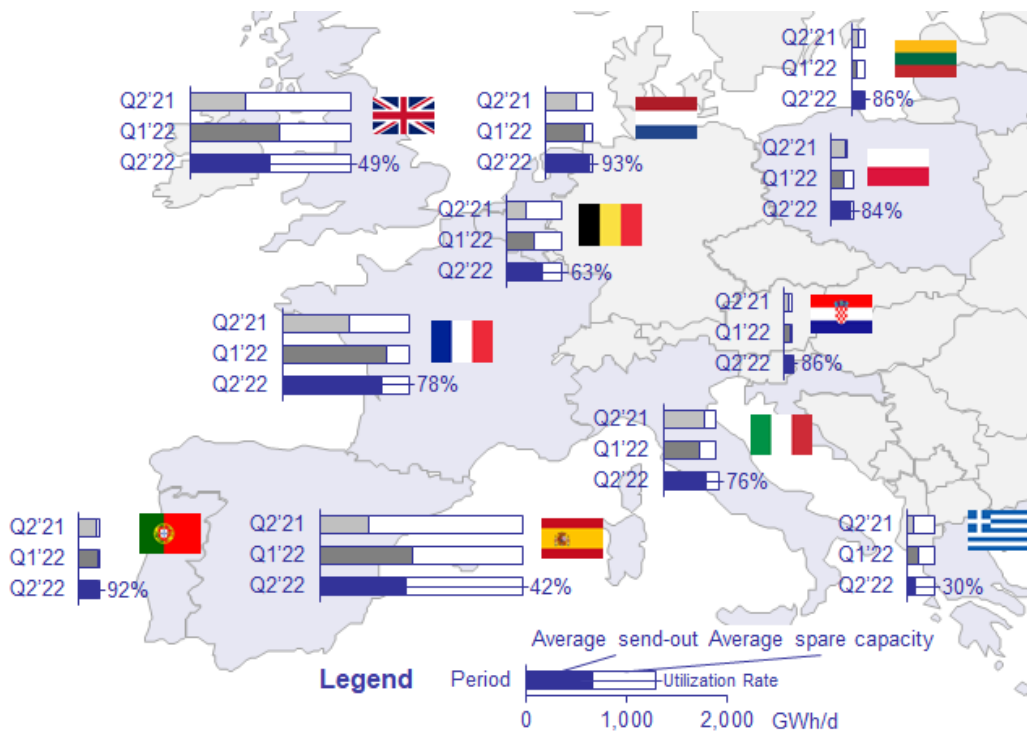 Q2'21
Q1'22
Q2'22 86%
Q2'21
Q1'22
Q2'22 49%
Q2'21
Q1'22
Q2'22 93%
Q2'21
Q1'22
Q2'22 84%
Q2'21
Q1'22
Q2'22 63%
Q2'21
Q1'22
Q2'22 86%
Q2'21
Q1'22
Q2'22 78%
Q2'21
Q1'22
Q2'22 76%
Q2'21
Q1'22
Q2'22 92%
Q2'21
Q1'22
Q2'22 42%
Q2'21
Q1'22
Q2'22 30%
Average send-out Average spare capacity
Legend Period Utilization Rate
0 1,000 2,000 GWh/d